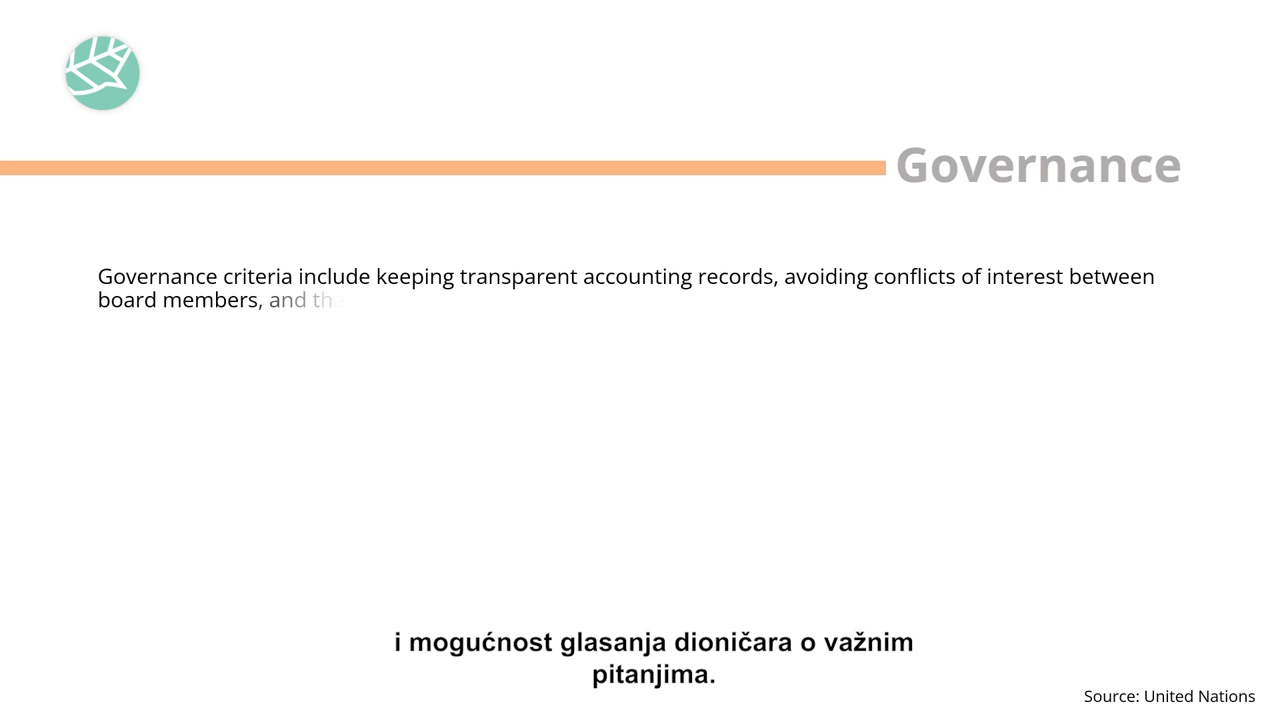 Governance
Governance criteria include keeping transparent accounting records, avoiding conflicts of interest between
board members, and
i mogućnost glasanja dioničara o važnim
pitanjima.
Source: United Nations